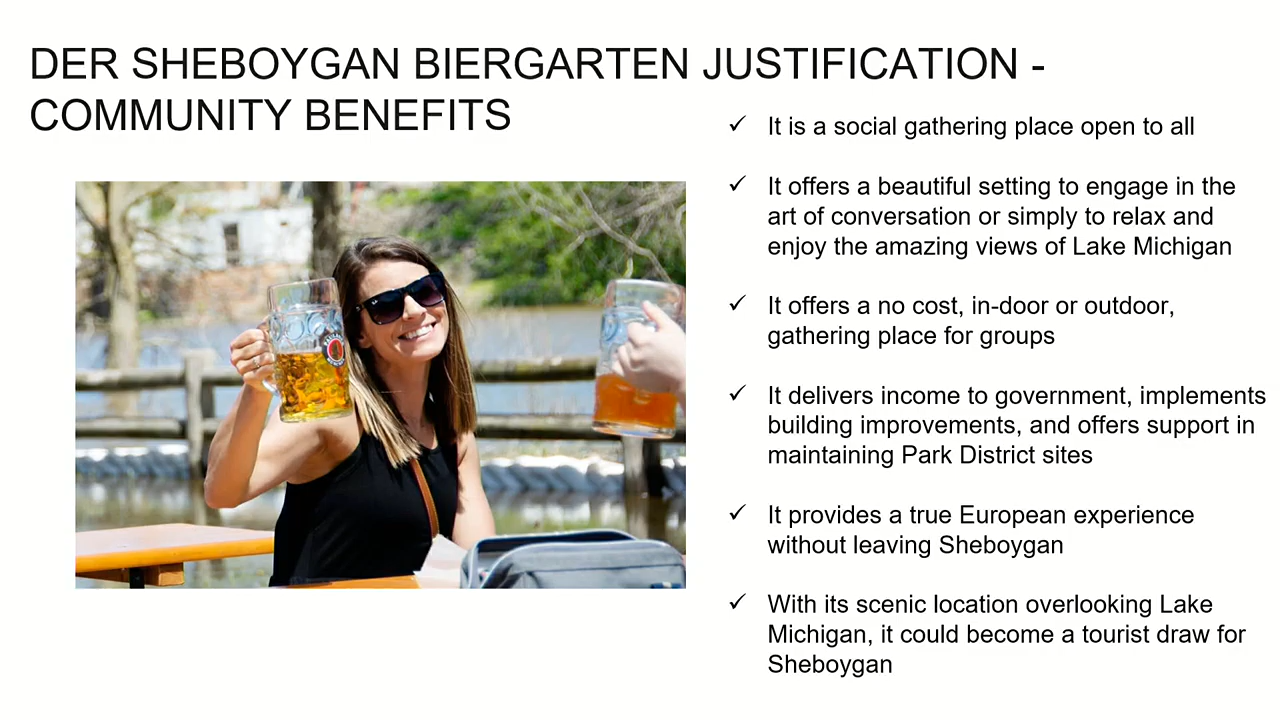 DER SHEBOYGAN BIERGARTEN JUSTIFICATION -
COMMUNITY BENEFITS
✓ It is a social gathering place open to all
✓ It offers a beautiful setting to engage in the
art of conversation or simply to relax and
enjoy the amazing views of Lake Michigan
✓ It offers a no cost, in-door or outdoor,
gathering place for groups
✓ It delivers income to government, implements
building improvements, and offers support in
maintaining Park District sites
✓ It provides a true European experience
without leaving Sheboygan
✓ With its scenic location overlooking Lake
Michigan, it could become a tourist draw for
Sheboygan